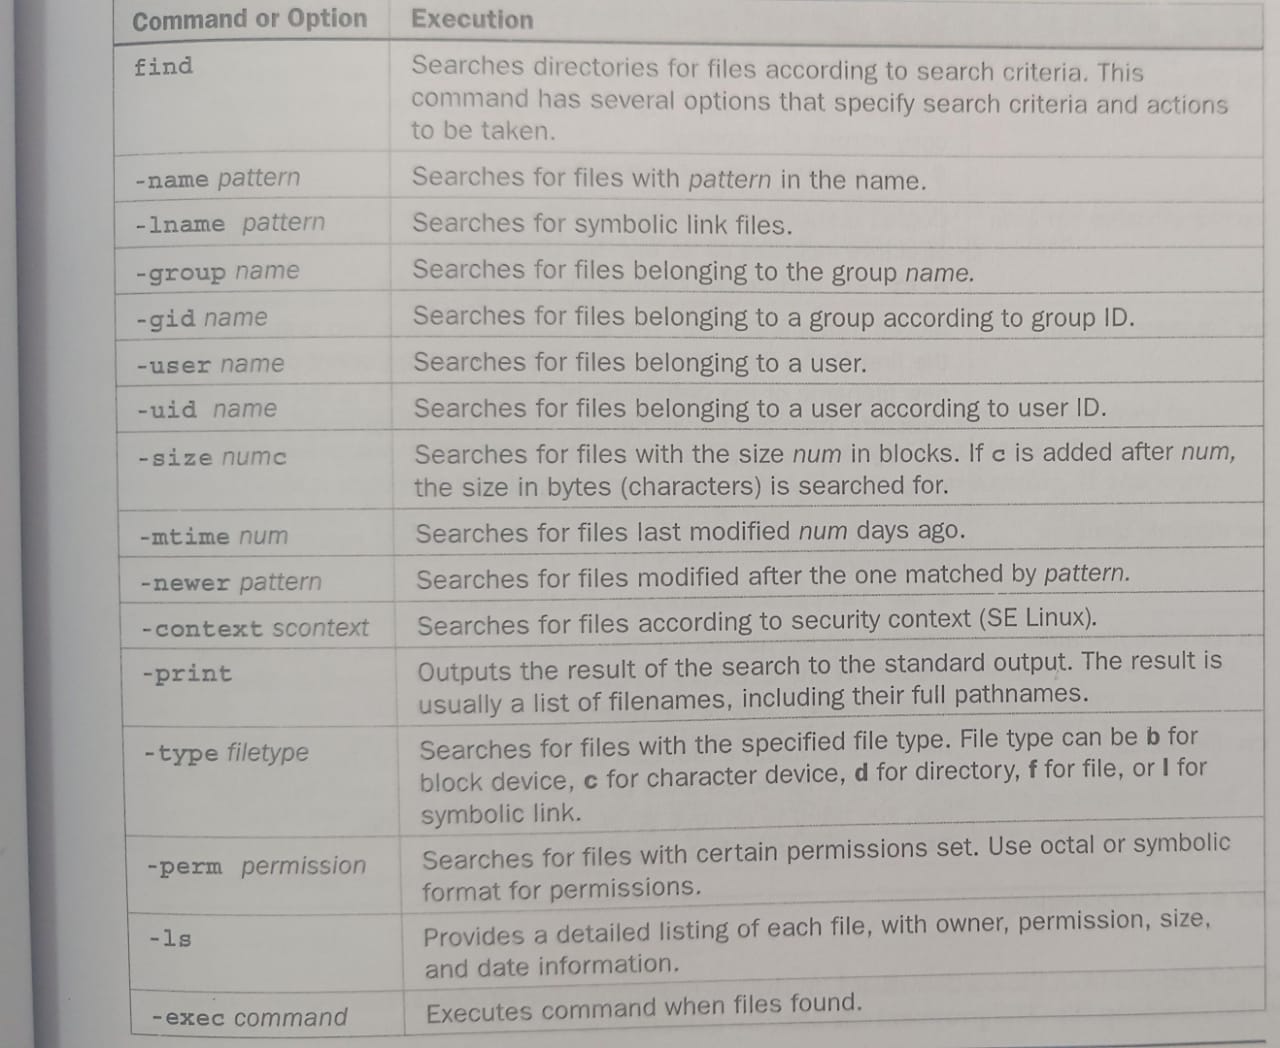 Command or Option Execution
find Searches directories for files according to search criteria. This
command has several options that specify search criteria and actions
to be taken.
-name pattern Searches for files with pattern in the name.
-lname pattern Searches for symbolic link files.
-group name Searches for files belonging to the group name.
-gid name Searches for files belonging to a group according to group ID.
-user name Searches for files belonging to a user.
-uid name Searches for files belonging to a user according to user ID.
-size numc Searches for files with the size num in blocks. If c is added after num,
the size in bytes (characters) is searched for.
-mtime num Searches for files last modified num days ago.
-newer pattern Searches for files modified after the one matched by pattern.
-context scontext Searches for files according to security context (SE Linux).
-print Outputs the result of the search to the standard output. The result is
usually a list of filenames, including their full pathnames.
-type filetype Searches for files with the specified file type. File type can be b for
block device, c for character device, d for directory, f for file, or l for
symbolic link.
-perm permission Searches for files with certain permissions set. Use octal or symbolic
format for permissions.
-ls Provides a detailed listing of each file, with owner, permission, size,
and date information.
-exec command Executes command when files found.